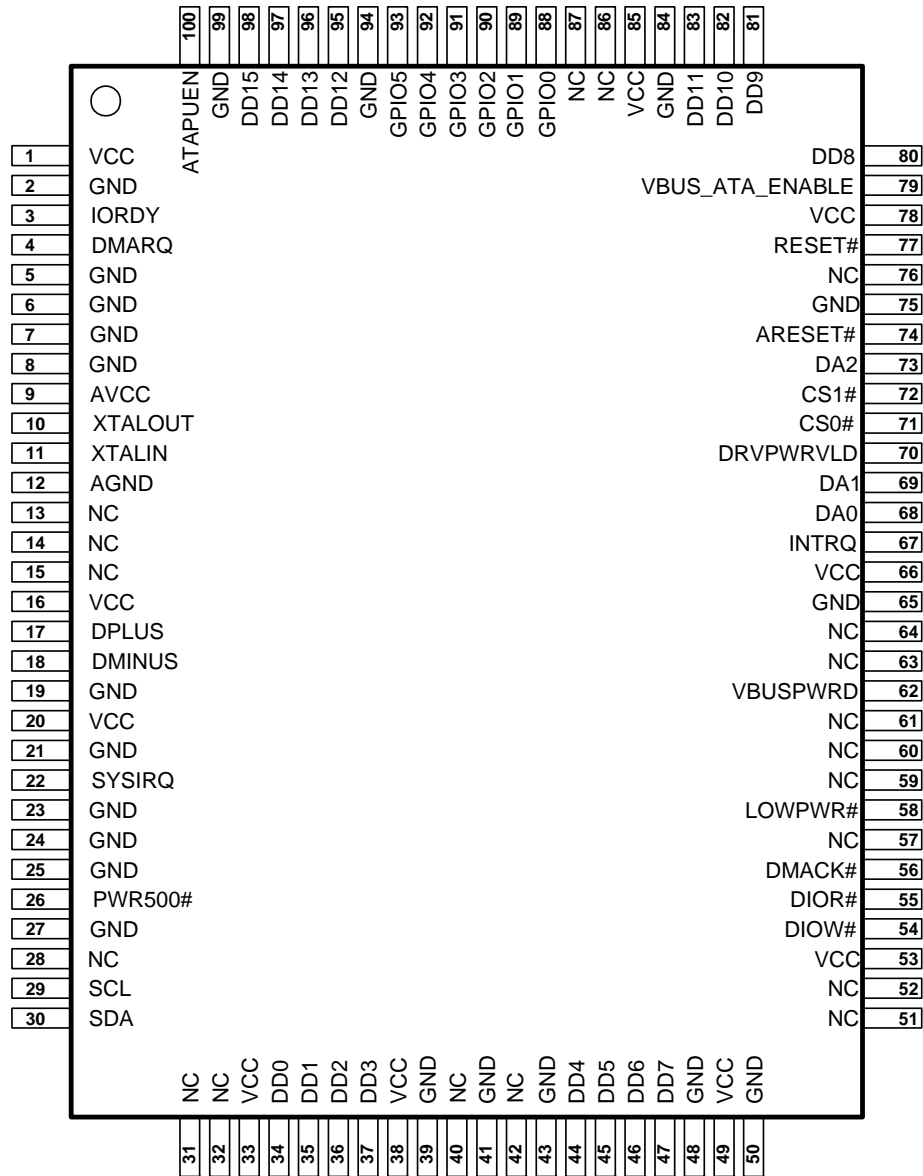 100 99 98 97 96 95 94 93 92 91 90 89 88 87 86 85 84 83 82 81
ATAPUEN GND DD15 DD14 DD13 DD12 GND GPIO5 GPIO4 GPIO3 GPIO2 GPIO1 GPIO0 NC NC VCC GND DD11 DD10 DD9
1 VCC DD8 80
2 GND VBUS_ATA_ENABLE 79
3 IORDY VCC 78
4 DMARQ RESET# 77
5 GND NC 76
6 GND GND 75
7 GND ARESET# 74
8 GND DA2 73
9 AVCC CS1# 72
10 XTALOUT CS0# 71
11 XTALIN DRVPWRVLD 70
12 AGND DA1 69
13 NC DA0 68
14 NC INTRQ 67
15 NC VCC 66
16 VCC GND 65
17 DPLUS NC 64
18 DMINUS NC 63
19 GND VBUSPWRD 62
20 VCC NC 61
21 GND NC 60
22 SYSIRQ NC 59
23 GND LOWPWR# 58
24 GND NC 57
25 GND DMACK# 56
26 PWR500# DIOR# 55
27 GND DIOW# 54
28 NC VCC 53
29 SCL NC 52
30 SDA NC 51
NC NC VCC DD0 DD1 DD2 DD3 VCC GND NC GND NC GND DD4 DD5 DD6 DD7 GND VCC GND
31 32 33 34 35 36 37 38 39 40 41 42 43 44 45 46 47 48 49 50